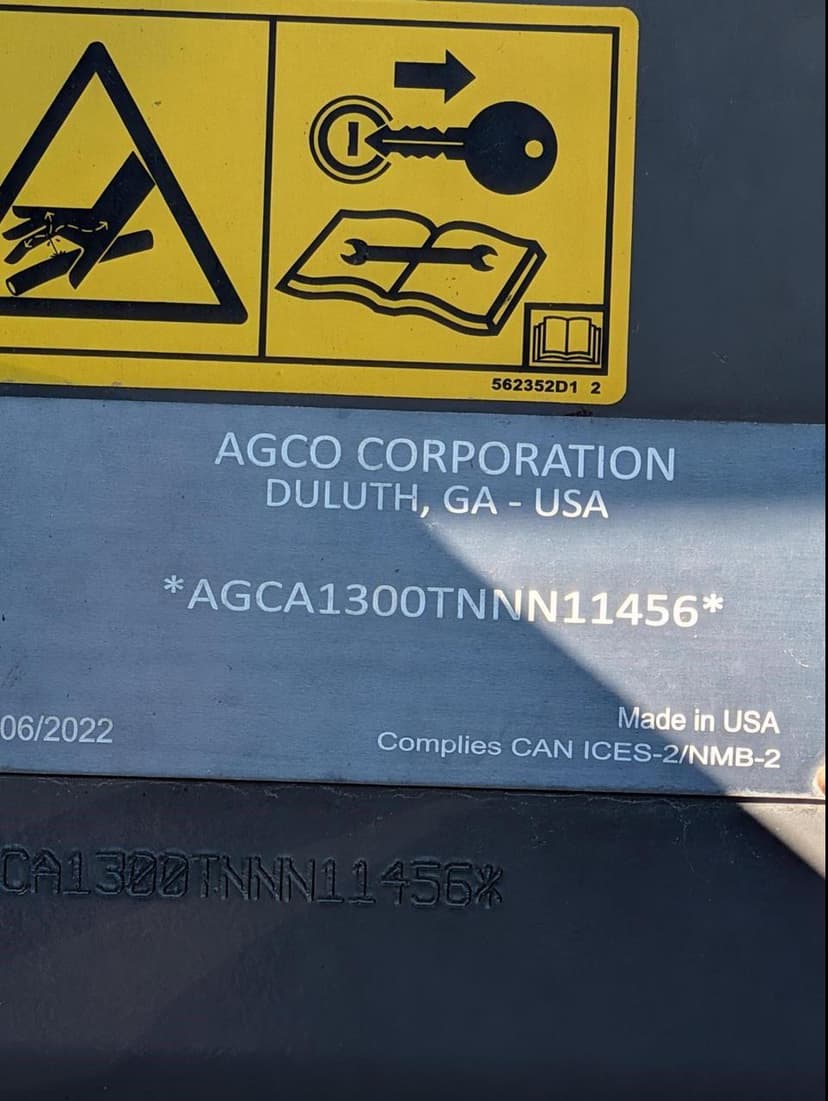 562352D1 2
AGCO CORPORATION
DULUTH, GA - USA
*AGCA1300TNNN11456*
06/2022
Made in USA
Complies CAN ICES-2/NMB-2
CA1300TNNN11456*